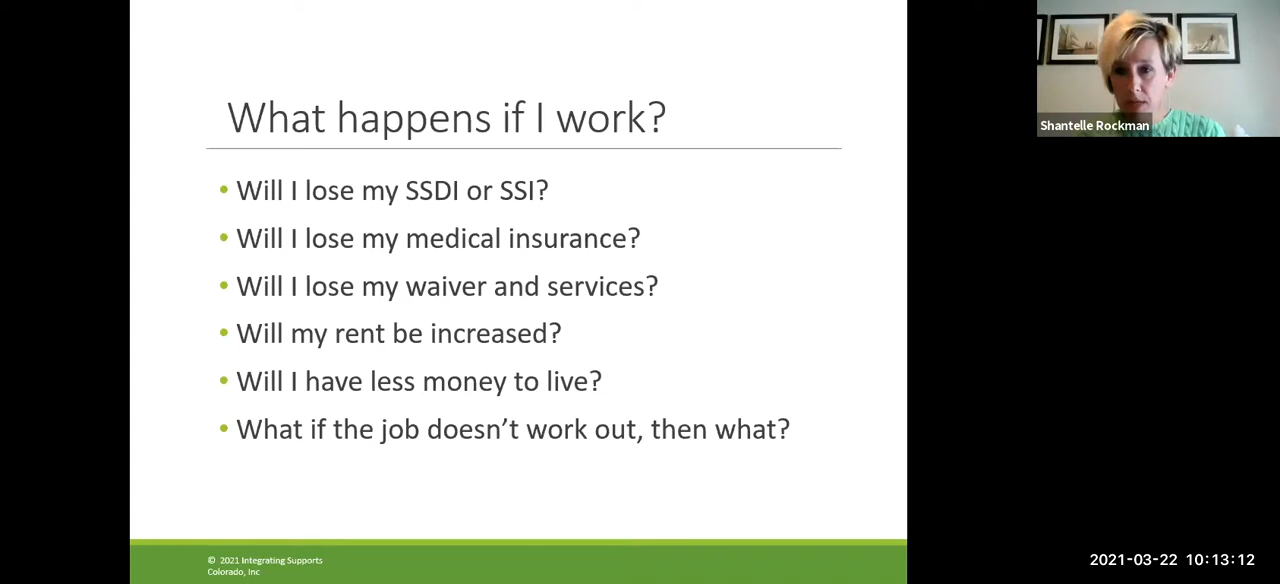 What happens if I work?
• Will I lose my SSDI or SSI?
• Will I lose my medical insurance?
• Will I lose my waiver and services?
• Will my rent be increased?
• Will I have less money to live?
• What if the job doesn’t work out, then what?
© 2021 Integrating Supports
Colorado, Inc
Shantelle Rockman
2021-03-22 10:13:12